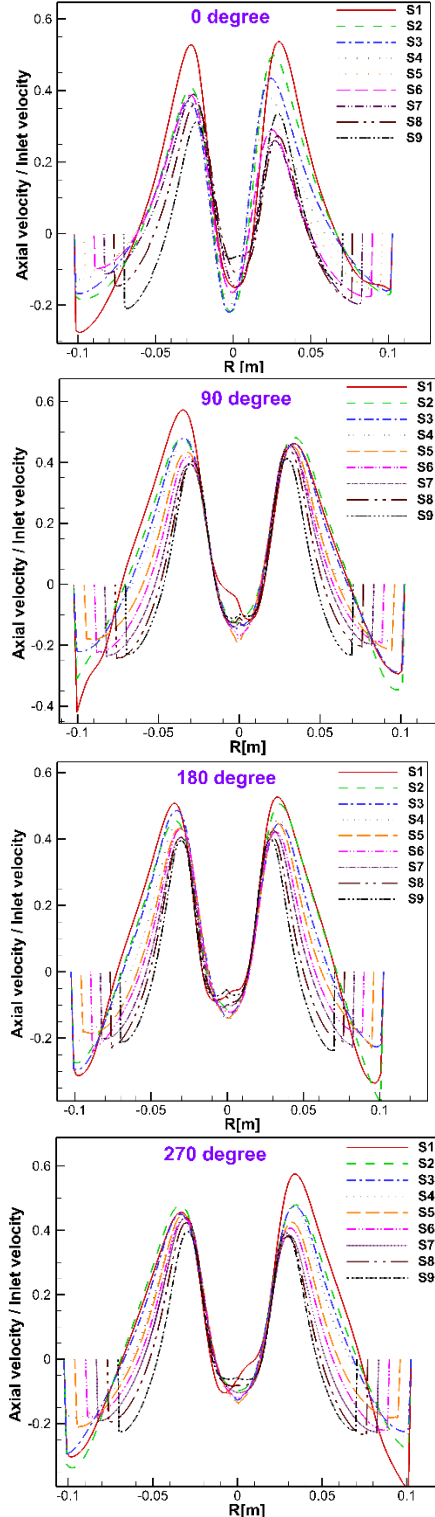 0 degree
S1
S2
S3
S4
S5
S6
S7
S8
S9
0.6
0.4
0.2
0
-0.2
Axial velocity / Inlet velocity
-0.1
-0.05
0
0.05
0.1
R [m]
90 degree
S1
S2
S3
S4
S5
S6
S7
S8
S9
0.6
0.4
0.2
0
-0.2
-0.4
Axial velocity / Inlet velocity
-0.1
-0.05
0
0.05
0.1
R[m]
180 degree
S1
S2
S3
S4
S5
S6
S7
S8
S9
0.6
0.4
0.2
0
-0.2
Axial velocity / Inlet velocity
-0.1
-0.05
0
0.05
0.1
R[m]
270 degree
S1
S2
S3
S4
S5
S6
S7
S8
S9
0.6
0.4
0.2
0
-0.2
Axial velocity / Inlet velocity
-0.1
-0.05
0
0.05
0.1
R[m]